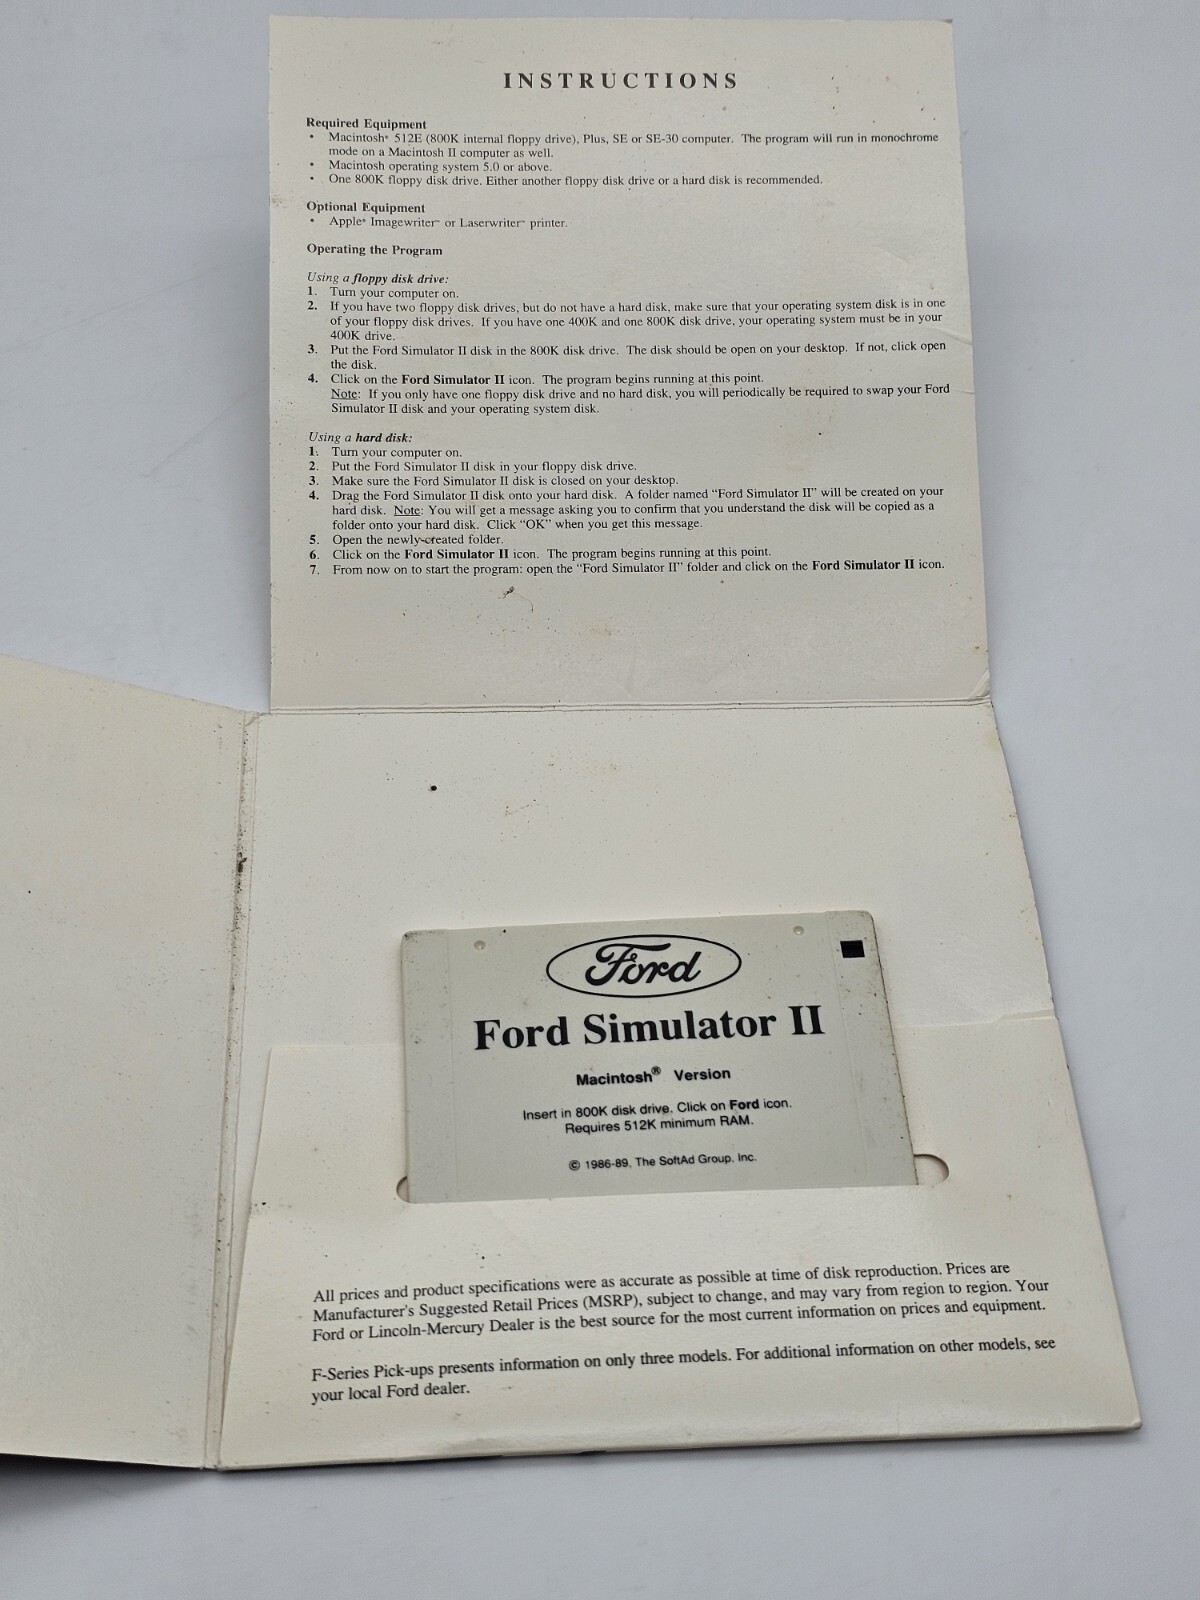 INSTRUCTIONS
Required Equipment
• Macintosh® 512E (800K internal floppy drive), Plus, SE or SE-30 computer. The program will run in monochrome
mode on a Macintosh II computer as well.
• Macintosh operating system 5.0 or above.
• One 800K floppy disk drive. Either another floppy disk drive or a hard disk is recommended.
Optional Equipment
• Apple® Imagewriter™ or Laserwriter™ printer.
Operating the Program
Using a floppy disk drive:
1. Turn your computer on.
2. If you have two floppy disk drives, but do not have a hard disk, make sure that your operating system disk is in one
of your floppy disk drives. If you have one 400K and one 800K disk drive, your operating system must be in your
400K drive.
3. Put the Ford Simulator II disk in the 800K disk drive. The disk should be open on your desktop. If not, click open
the disk.
4. Click on the Ford Simulator II icon. The program begins running at this point.
Note: If you only have one floppy disk drive and no hard disk, you will periodically be required to swap your Ford
Simulator II disk and your operating system disk.
Using a hard disk:
1. Turn your computer on.
2. Put the Ford Simulator II disk in your floppy disk drive.
3. Make sure the Ford Simulator II disk is closed on your desktop.
4. Drag the Ford Simulator II disk onto your hard disk. A folder named “Ford Simulator II” will be created on your
hard disk. Note: You will get a message asking you to confirm that you understand the disk will be copied as a
folder onto your hard disk. Click “OK” when you get this message.
5. Open the newly-created folder.
6. Click on the Ford Simulator II icon. The program begins running at this point.
7. From now on to start the program: open the “Ford Simulator II” folder and click on the Ford Simulator II icon.
Ford
Ford Simulator II
Macintosh® Version
Insert in 800K disk drive. Click on Ford icon.
Requires 512K minimum RAM.
© 1986-89, The SoftAd Group, Inc.
All prices and product specifications were as accurate as possible at time of disk reproduction. Prices are
Manufacturer's Suggested Retail Prices (MSRP), subject to change, and may vary from region to region. Your
Ford or Lincoln-Mercury Dealer is the best source for the most current information on prices and equipment.
F-Series Pick-ups presents information on only three models. For additional information on other models, see
your local Ford dealer.